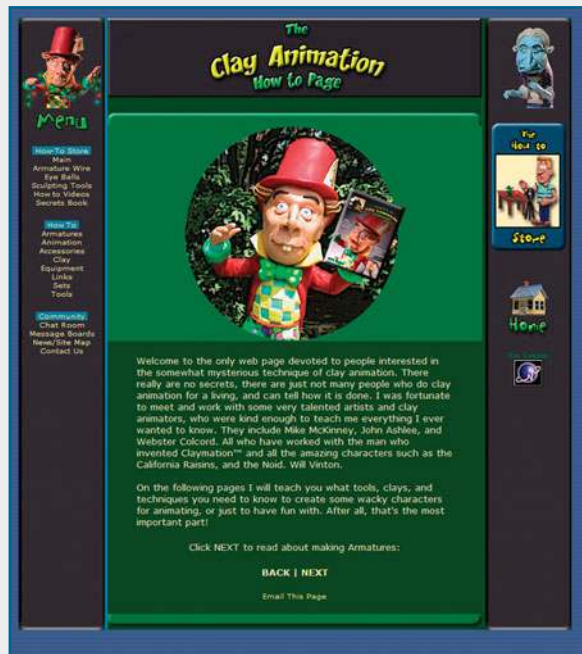 The
Clay Animation
How to Page
Menu
How-To Store
Main
Armature Wire
Eye Balls
Sculpting Tools
How to Videos
Secrets Book
How To
Armatures
Animation
Accessories
Clay
Equipment
Links
Sets
Tools
Community
Chat Room
Message Boards
News/Site Map
Contact Us
Welcome to the only web page devoted to people interested in
the somewhat mysterious technique of clay animation. There
really are no secrets, there are just not many people who do clay
animation for a living, and can tell how it is done. I was fortunate
to meet and work with some very talented artists and clay
animators, who were kind enough to teach me everything I ever
wanted to know. They include Mike McKinney, John Ashlee, and
Webster Colcord. All who have worked with the man who
invented Claymation™ and all the amazing characters such as the
California Raisins, and the Noid. Will Vinton.
On the following pages I will teach you what tools, clays, and
techniques you need to know to create some wacky characters
for animating, or just to have fun with. After all, that's the most
important part!
Click NEXT to read about making Armatures:
BACK | NEXT
Email This Page
The
How to
Store
Home